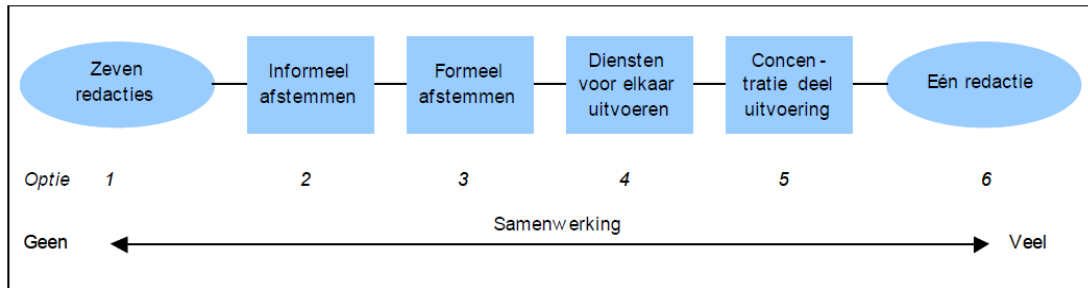 Zeven
redacties
Informeel
afstemmen
Formeel
afstemmen
Diensten
voor elkaar
uitvoeren
Concen-
tratie deel
uitvoering
Eén redactie
Optie 1 2 3 4 5 6
Samenwerking
Geen Veel